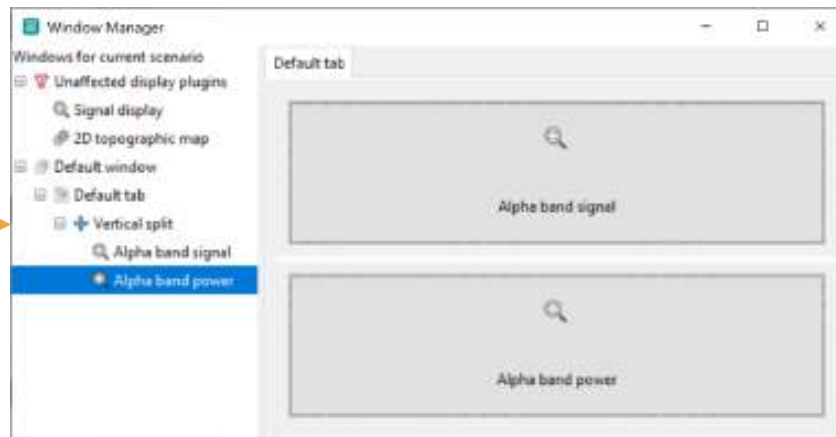 Window Manager
Windows for current scenario
Unaffected display plugins
Signal display
2D topographic map
Default window
Default tab
Vertical split
Alpha band signal
Alpha band power
Default tab
Alpha band signal
Alpha band power